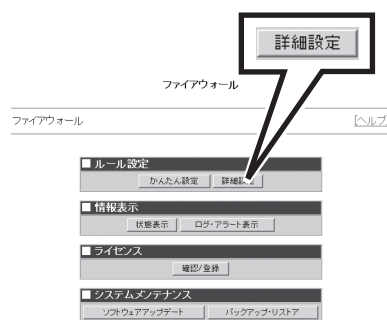 詳細設定
ファイアウォール
ファイアウォール [ヘルプ
■ ルール設定
かんたん設定 詳細設定
■ 情報表示
状態表示 ログ・アラート表示
■ ライセンス
確認/登録
■ システムメンテナンス
ソフトウェアアップデート バックアップ・リストア